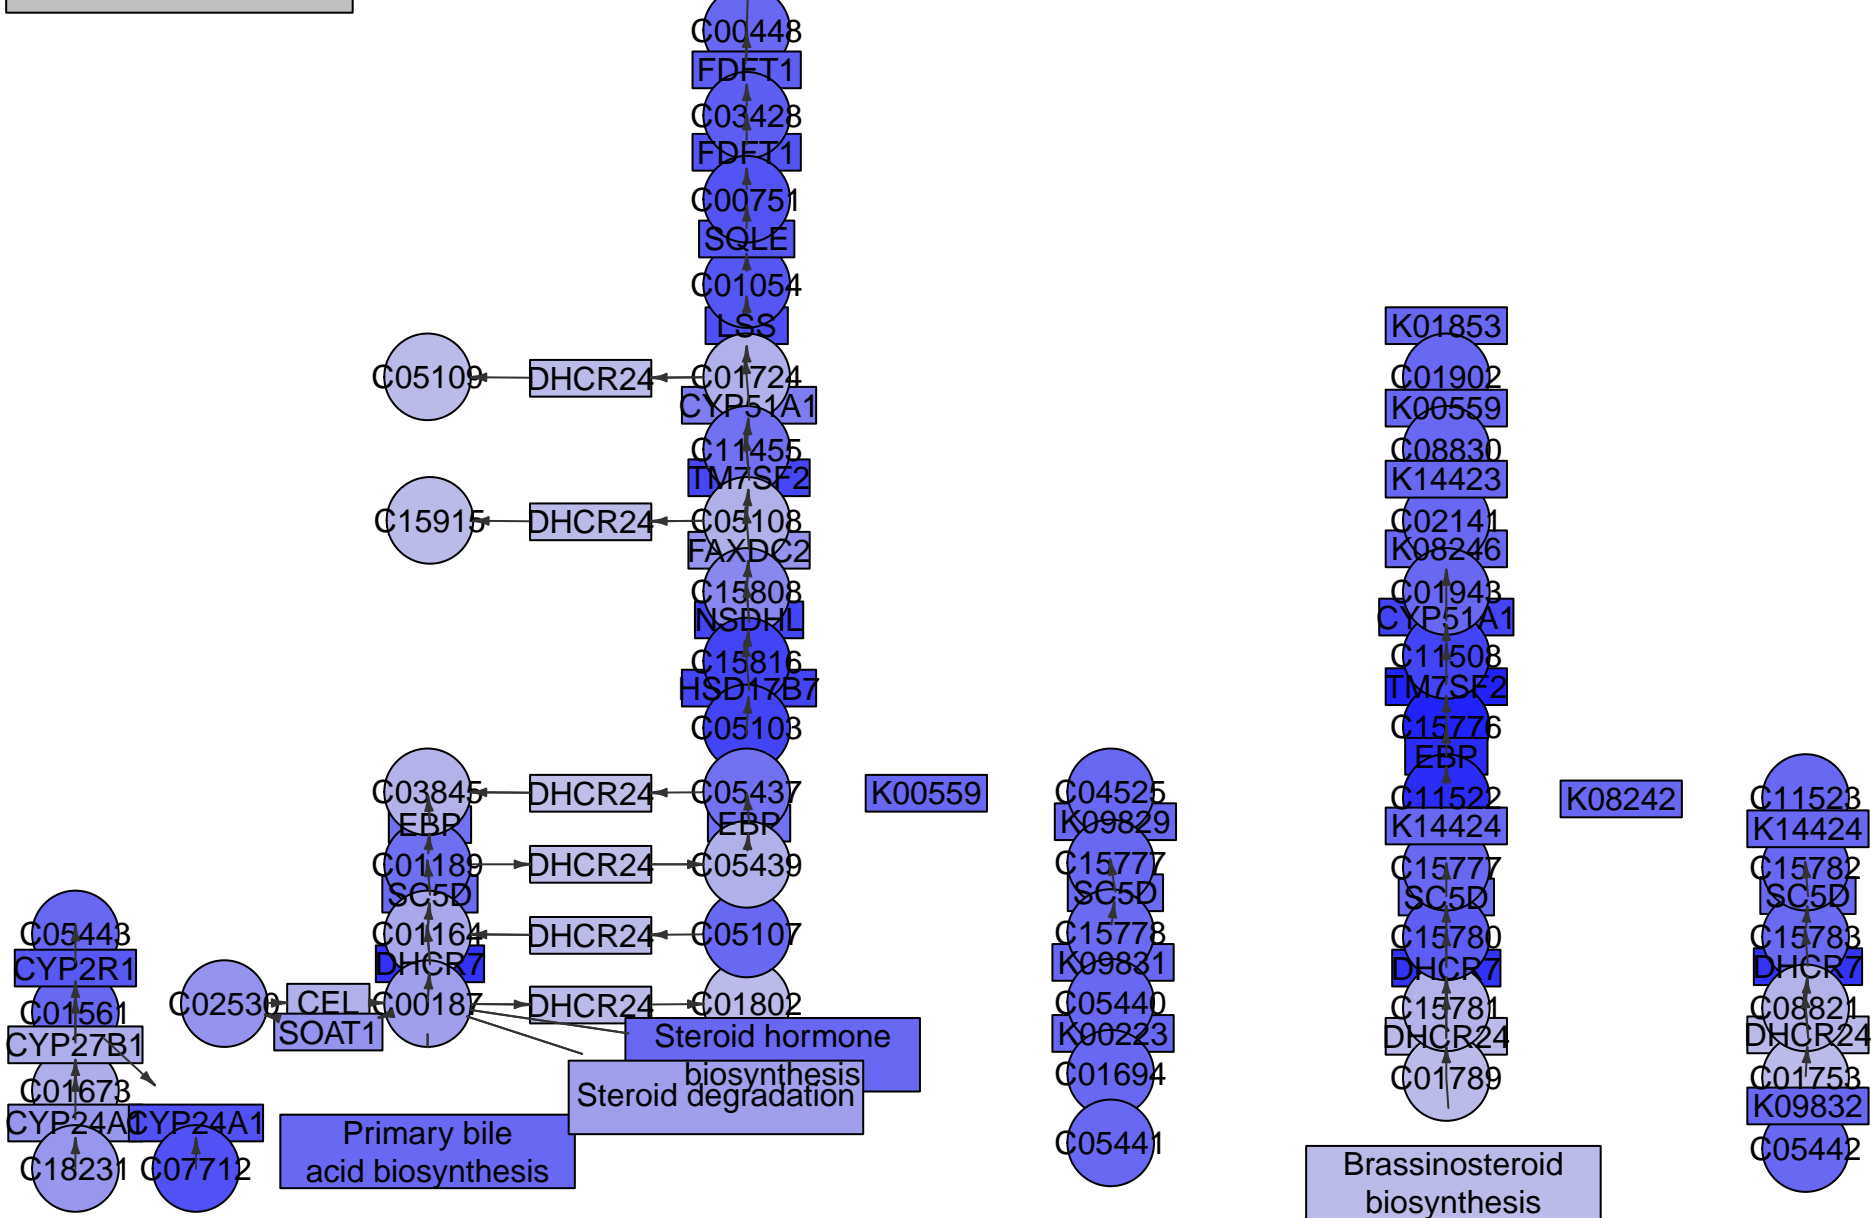 C00448
FDFT1
C03428
FDFT1
C00751
SQLE
C01054
LSS
C05109
DHCR24
C01724
CYP51A1
C11455
TM7SF2
C15915
DHCR24
C05108
FAXDC2
C15808
NSDHL
C15816
HSD17B7
C05103
C03845
DHCR24
C05437
EBP
EBP
C01189
DHCR24
C05439
SC5D
C01164
DHCR24
C05107
DHCR7
C02530
CEL
SOAT1
C00187
DHCR24
C01802
Steroid hormone
biosynthesis
Steroid degradation
Primary bile
acid biosynthesis
C05443
CYP2R1
C01561
CYP27B1
C01673
CYP24A1
CYP24A1
C18231
C07712
K00559
C04525
K09829
C15777
SC5D
C15778
K09831
C05440
K00223
C01694
C05441
K01853
C01902
K00559
C08830
K14423
C02141
K08246
C01943
CYP51A1
C11508
TM7SF2
C15776
EBP
C11522
K14424
C15777
SC5D
C15780
DHCR7
C15781
DHCR24
C01789
Brassinosteroid
biosynthesis
K08242
C11523
K14424
C15782
SC5D
C15783
DHCR7
C08821
DHCR24
C01753
K09832
C05442